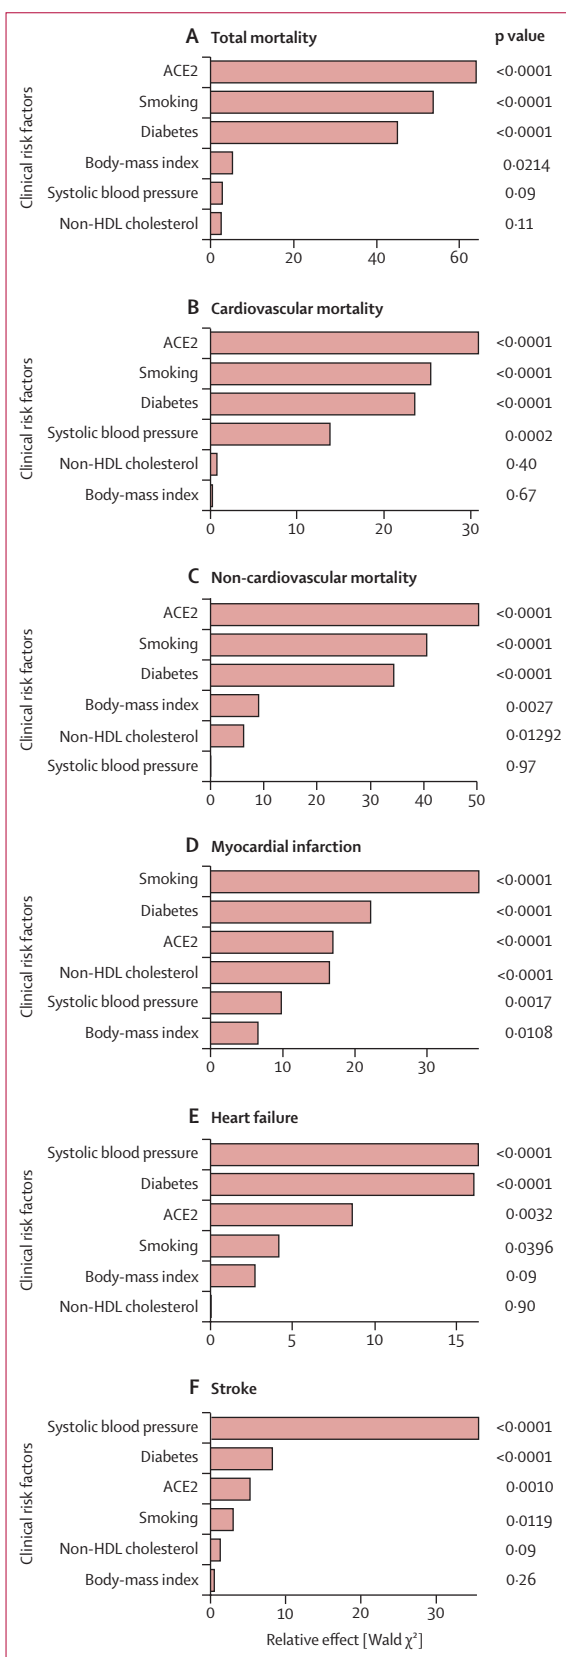 A Total mortality p value
Clinical risk factors
ACE2 <0·0001
Smoking <0·0001
Diabetes <0·0001
Body-mass index 0·0214
Systolic blood pressure 0·09
Non-HDL cholesterol 0·11
0 20 40 60
B Cardiovascular mortality
Clinical risk factors
ACE2 <0·0001
Smoking <0·0001
Diabetes <0·0001
Systolic blood pressure 0·0002
Non-HDL cholesterol 0·40
Body-mass index 0·67
0 10 20 30
C Non-cardiovascular mortality
Clinical risk factors
ACE2 <0·0001
Smoking <0·0001
Diabetes <0·0001
Body-mass index 0·0027
Non-HDL cholesterol 0·01292
Systolic blood pressure 0·97
0 10 20 30 40 50
D Myocardial infarction
Clinical risk factors
Smoking <0·0001
Diabetes <0·0001
ACE2 <0·0001
Non-HDL cholesterol <0·0001
Systolic blood pressure 0·0017
Body-mass index 0·0108
0 10 20 30
E Heart failure
Clinical risk factors
Systolic blood pressure <0·0001
Diabetes <0·0001
ACE2 0·0032
Smoking 0·0396
Body-mass index 0·09
Non-HDL cholesterol 0·90
0 5 10 15
F Stroke
Clinical risk factors
Systolic blood pressure <0·0001
Diabetes <0·0001
ACE2 0·0010
Smoking 0·0119
Non-HDL cholesterol 0·09
Body-mass index 0·26
0 10 20 30
Relative effect [Wald χ²]